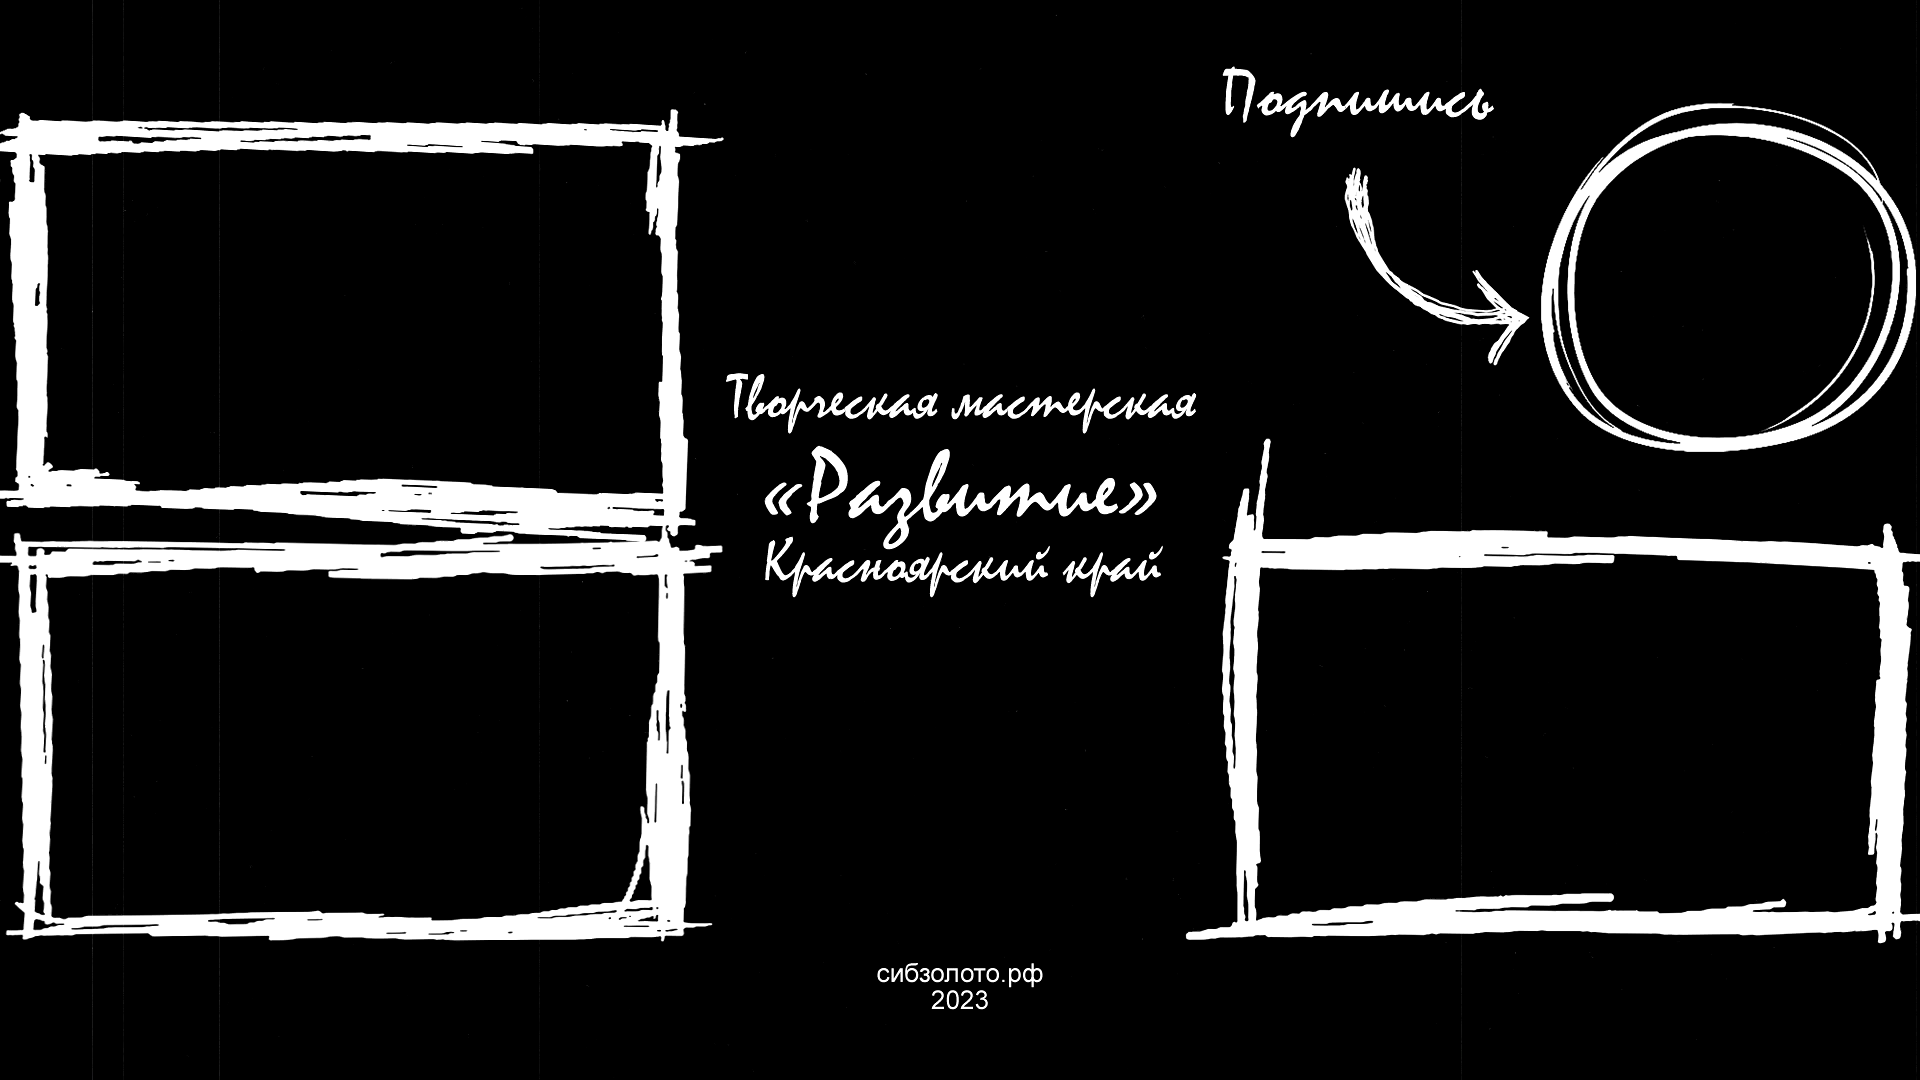 Подпишись
Творческая мастерская
«Развитие»
Красноярский край
сибзолото.рф
2023